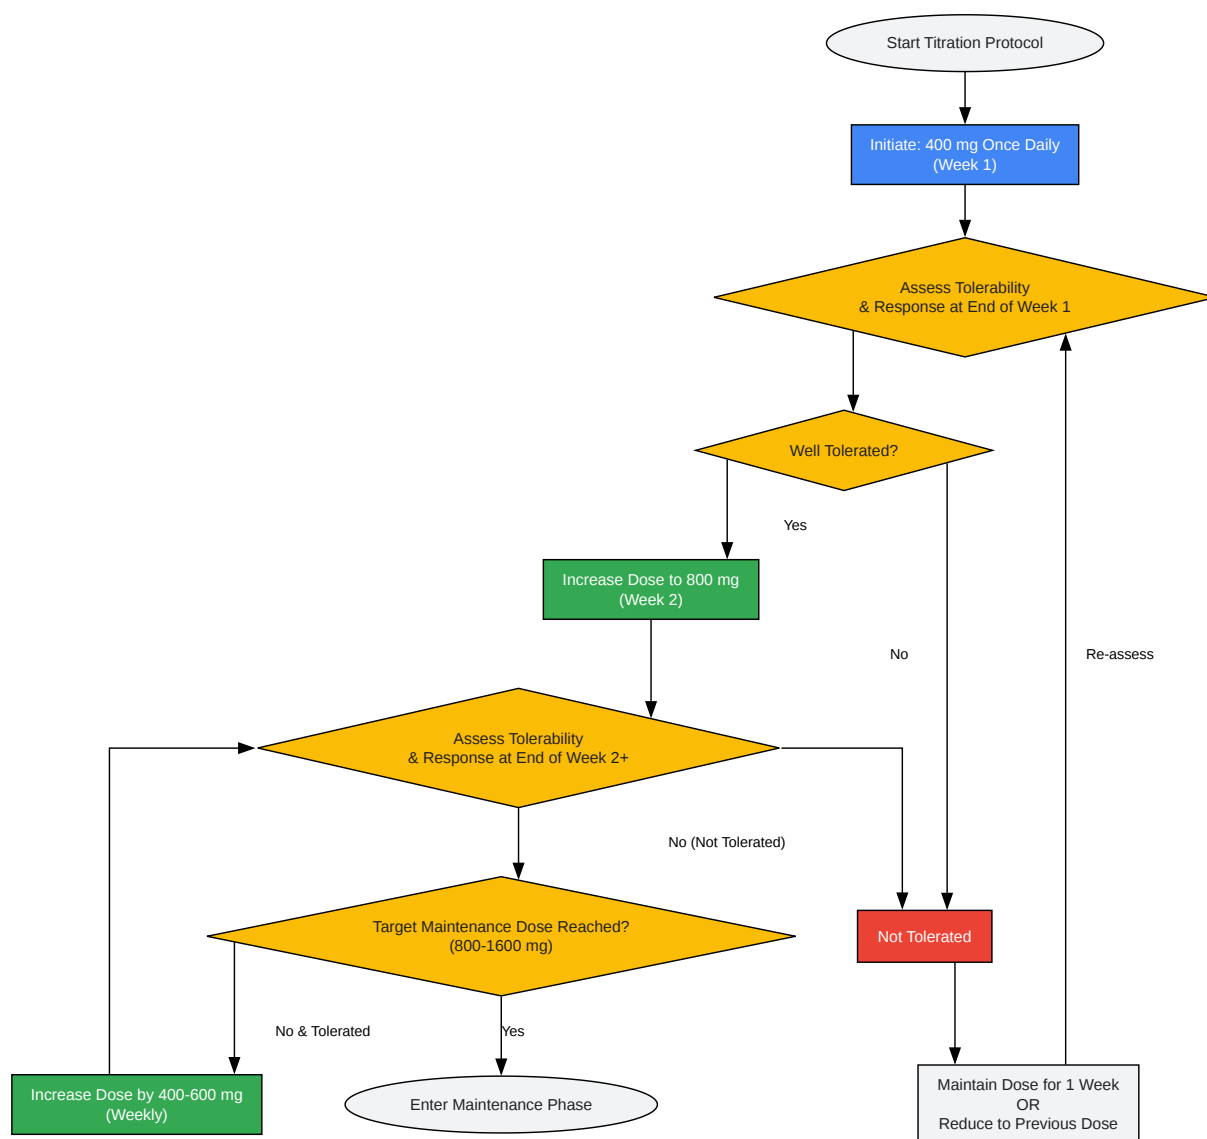 Start Titration Protocol
Initiate: 400 mg Once Daily
(Week 1)
Assess Tolerability
& Response at End of Week 1
Well Tolerated?
Yes
Increase Dose to 800 mg
(Week 2)
No
Re-assess
Assess Tolerability
& Response at End of Week 2+
No (Not Tolerated)
Target Maintenance Dose Reached?
(800-1600 mg)
Not Tolerated
No & Tolerated
Yes
Increase Dose by 400-600 mg
(Weekly)
Enter Maintenance Phase
Maintain Dose for 1 Week
OR
Reduce to Previous Dose